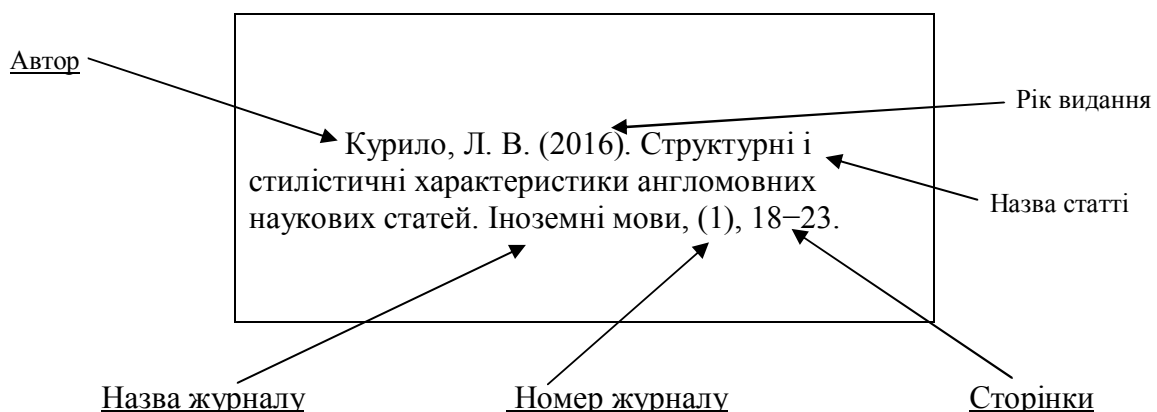 Автор
Рік видання
Курило, Л. В. (2016). Структурні і
стилістичні характеристики англомовних
наукових статей. Іноземні мови, (1), 18−23.
Назва статті
Назва журналу
Номер журналу
Сторінки